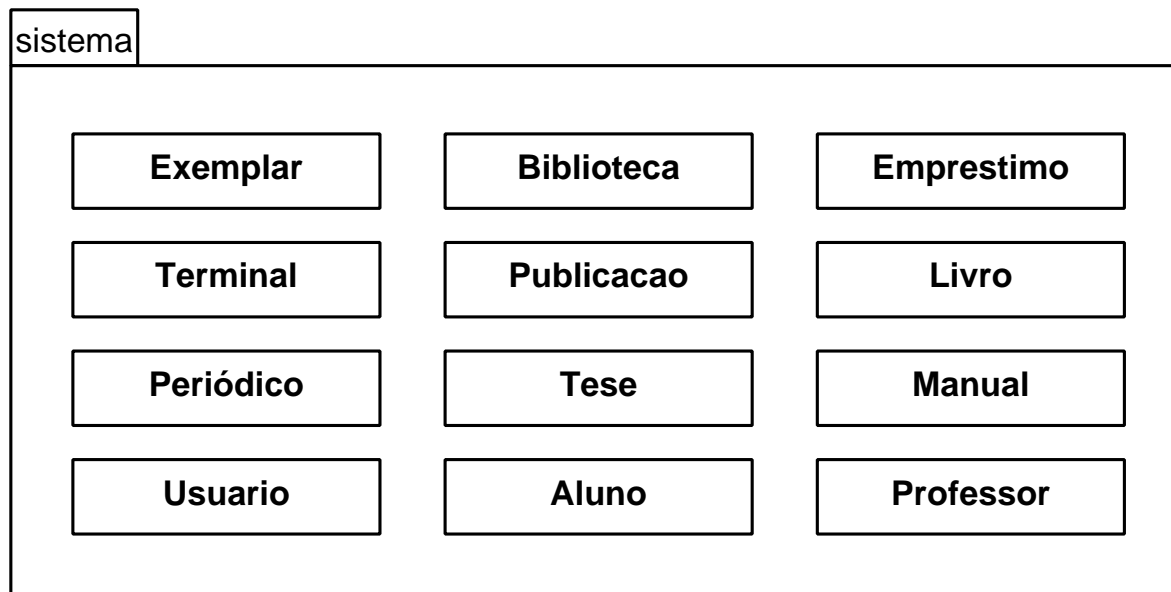 sistema
Exemplar Biblioteca Emprestimo
Terminal Publicacao Livro
Periódico Tese Manual
Usuario Aluno Professor